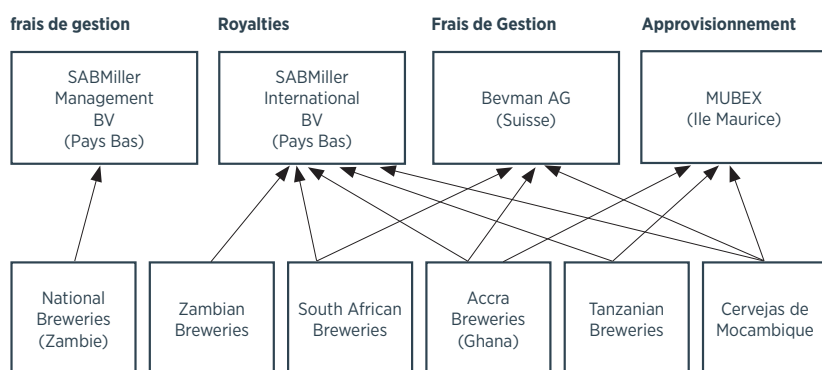 frais de gestion
Royalties
Frais de Gestion
Approvisionnement
SABMiller
Management
BV
(Pays Bas)
SABMiller
International
BV
(Pays Bas)
Bevman AG
(Suisse)
MUBEX
(Ile Maurice)
National
Breweries
(Zambie)
Zambian
Breweries
South African
Breweries
Accra
Breweries
(Ghana)
Tanzanian
Breweries
Cervejas de
Mocambique